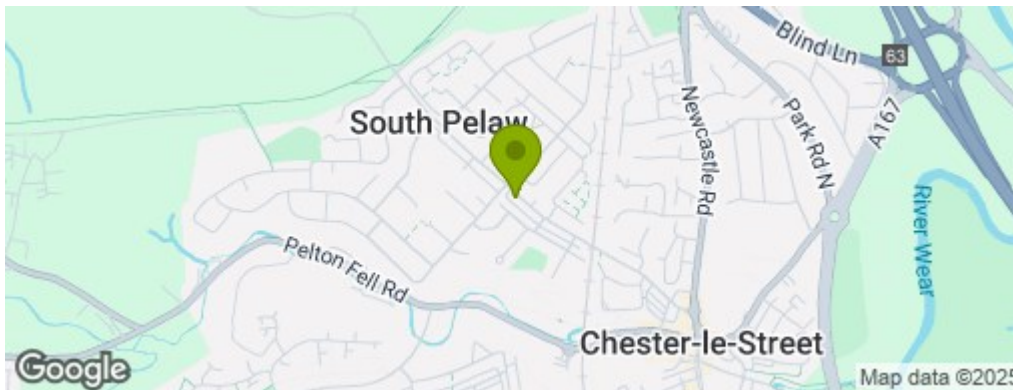 Blind Ln
63
South Pelaw
Newcastle Rd
Park Rd N
A167
River Wear
Pelton Fell Rd
Chester-le-Street
Google
Map data ©2025